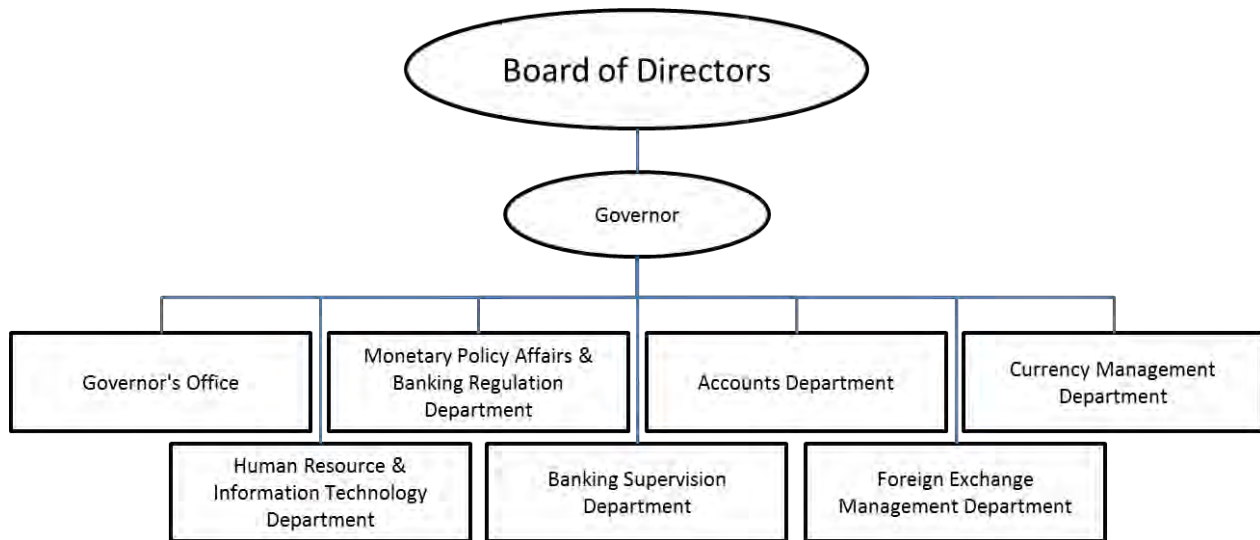 Board of Directors
Governor
Governor's Office
Monetary Policy Affairs &
Banking Regulation
Department
Accounts Department
Currency Management
Department
Human Resource &
Information Technology
Department
Banking Supervision
Department
Foreign Exchange
Management Department